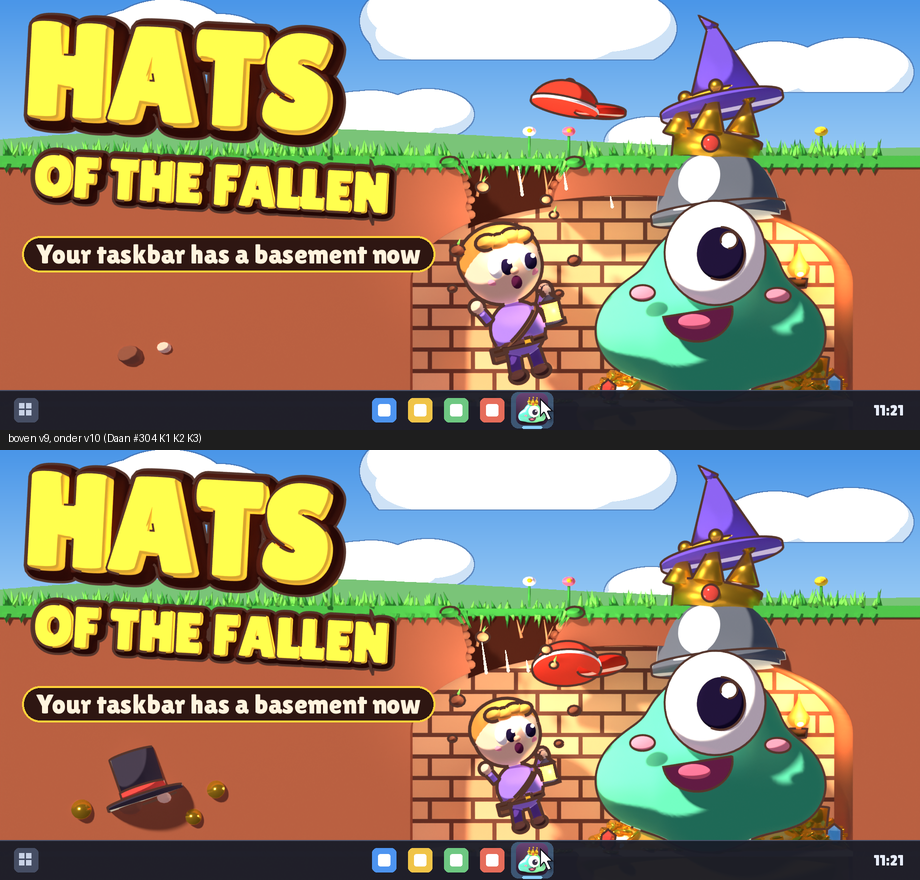 HATS
OF THE FALLEN
Your taskbar has a basement now
11:21
boven v9, onder v10 (Daan #304 K1 K2 K3)
HATS
OF THE FALLEN
Your taskbar has a basement now
11:21